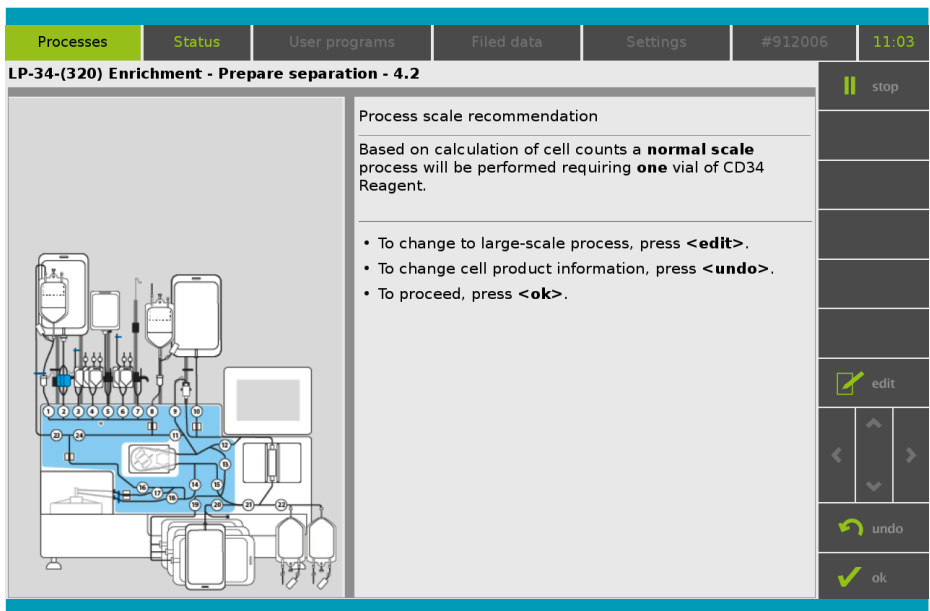 Processes
Status
User programs
Filed data
Settings
#912006
11:03
LP-34-(320) Enrichment - Prepare separation - 4.2
stop
Process scale recommendation
Based on calculation of cell counts a normal scale
process will be performed requiring one vial of CD34
Reagent.
• To change to large-scale process, press <edit>.
• To change cell product information, press <undo>.
• To proceed, press <ok>.
edit
undo
ok
1 2 3 4 5 6 7 8 9 10
23 24 11
12
13
16 17 18 14 15
19 20 21 22